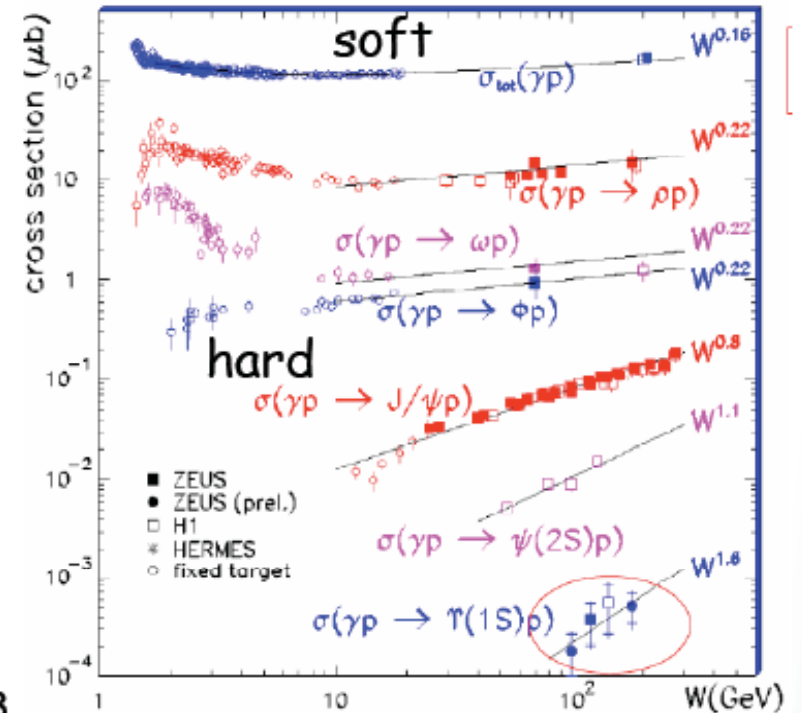 soft
cross section (μb)
W^0.16
10^2
σ_tot(γp)
W^0.22
10
σ(γp → ρp)
W^0.22
σ(γp → ωp)
1
W^0.22
σ(γp → Φp)
hard
W^0.8
10^-1
σ(γp → J/ψp)
W^1.1
10^-2
■ ZEUS
● ZEUS (prel.)
□ H1
✳ HERMES
○ fixed target
σ(γp → ψ(2S)p)
10^-3
W^1.6
σ(γp → ϒ(1S)p)
10^-4
1
10
10^2
W(GeV)